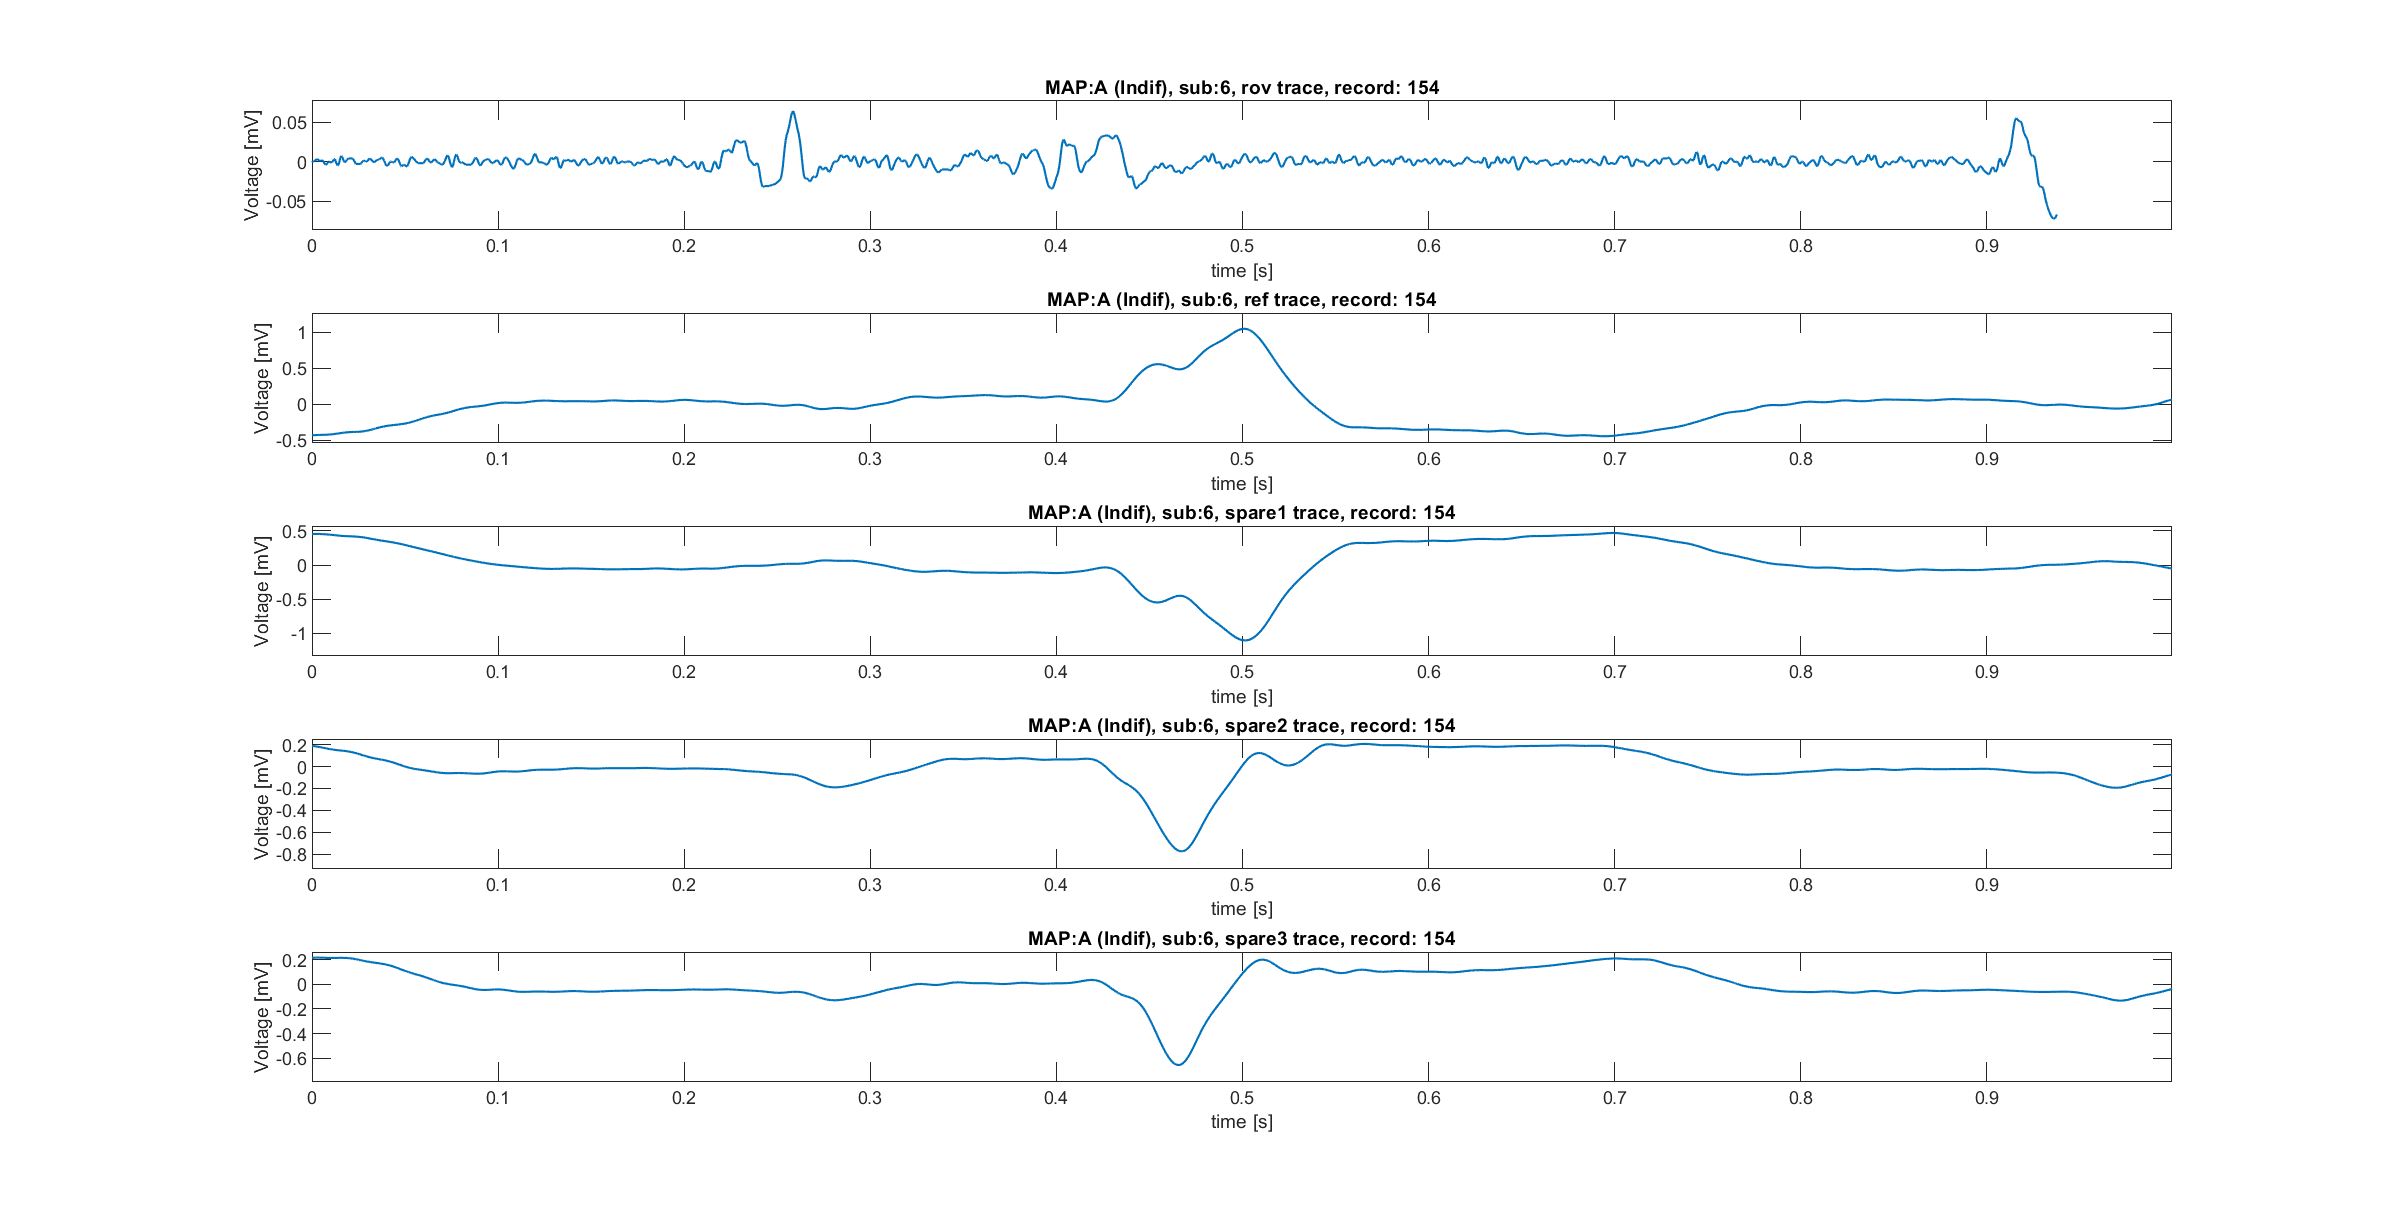 MAP:A (Indif), sub:6, rov trace, record: 154
Voltage [mV]
0.05
0
-0.05
0 0.1 0.2 0.3 0.4 0.5 0.6 0.7 0.8 0.9
time [s]
MAP:A (Indif), sub:6, ref trace, record: 154
Voltage [mV]
1
0.5
0
-0.5
0 0.1 0.2 0.3 0.4 0.5 0.6 0.7 0.8 0.9
time [s]
MAP:A (Indif), sub:6, spare1 trace, record: 154
Voltage [mV]
0.5
0
-0.5
-1
0 0.1 0.2 0.3 0.4 0.5 0.6 0.7 0.8 0.9
time [s]
MAP:A (Indif), sub:6, spare2 trace, record: 154
Voltage [mV]
0.2
0
-0.2
-0.4
-0.6
-0.8
0 0.1 0.2 0.3 0.4 0.5 0.6 0.7 0.8 0.9
time [s]
MAP:A (Indif), sub:6, spare3 trace, record: 154
Voltage [mV]
0.2
0
-0.2
-0.4
-0.6
0 0.1 0.2 0.3 0.4 0.5 0.6 0.7 0.8 0.9
time [s]